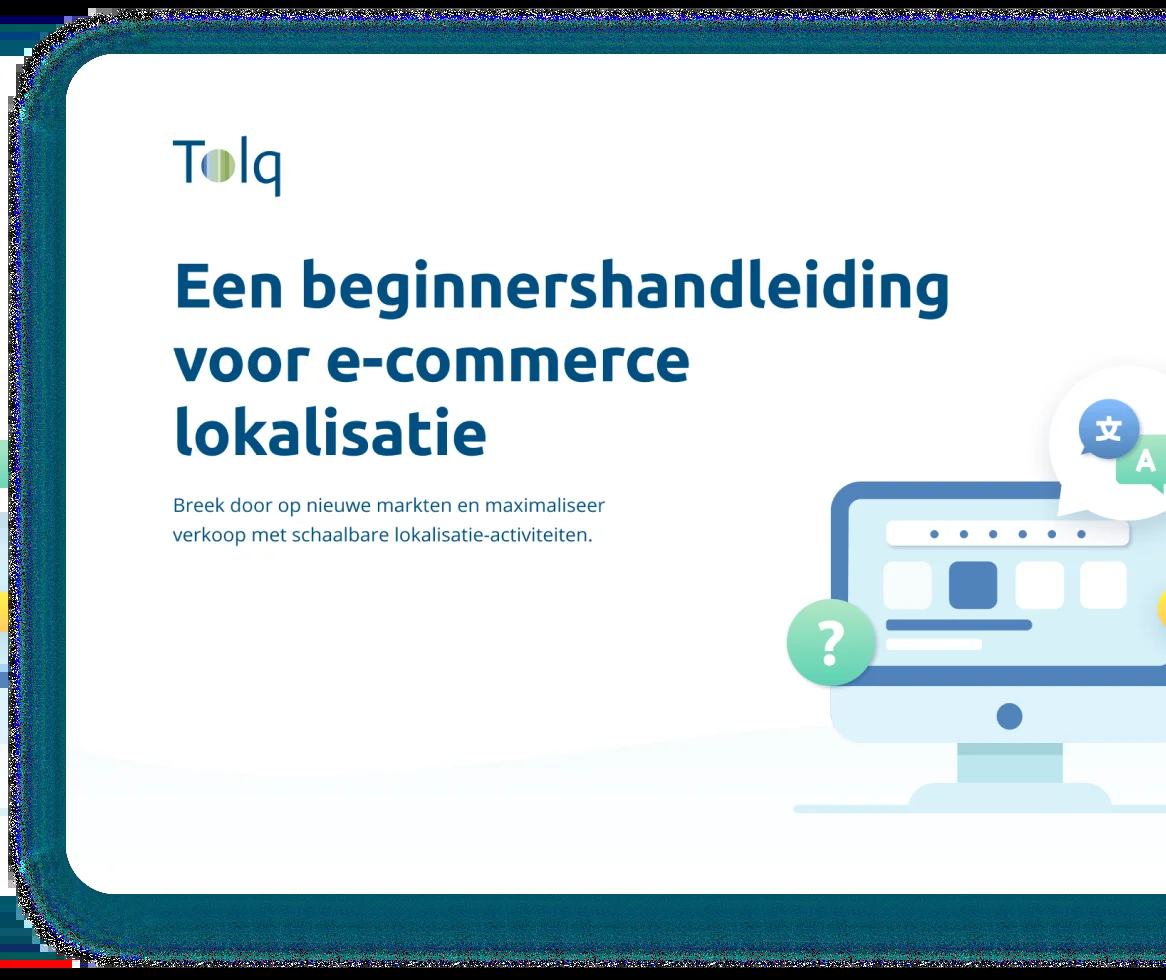 Tolq
Een beginnershandleiding
voor e-commerce
lokalisatie
Breek door op nieuwe markten en maximaliseer
verkoop met schaalbare lokalisatie-activiteiten.
文
A
?